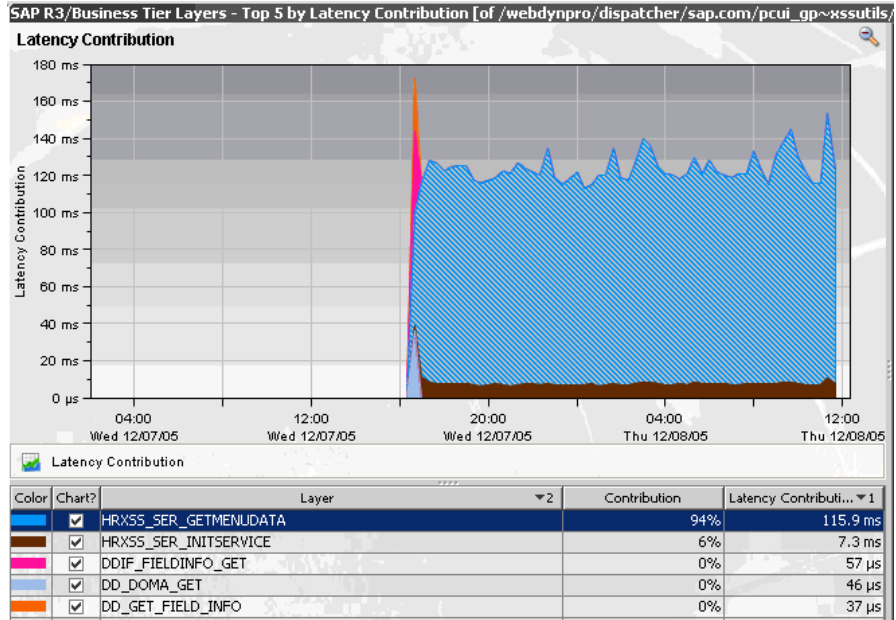 SAP R3/Business Tier Layers - Top 5 by Latency Contribution [of /webdynpro/dispatcher/sap.com/pcui_gp~xssutils/
Latency Contribution
180 ms
160 ms
140 ms
120 ms
100 ms
80 ms
60 ms
40 ms
20 ms
0 µs
Latency Contribution
04:00 12:00 20:00 04:00 12:00
Wed 12/07/05 Wed 12/07/05 Wed 12/07/05 Thu 12/08/05 Thu 12/08/05
Latency Contribution
Color Chart? Layer 2 Contribution Latency Contributi... 1
HRXSS_SER_GETMENUDATA 94% 115.9 ms
HRXSS_SER_INITSERVICE 6% 7.3 ms
DDIF_FIELDINFO_GET 0% 57 µs
DD_DOMA_GET 0% 46 µs
DD_GET_FIELD_INFO 0% 37 µs